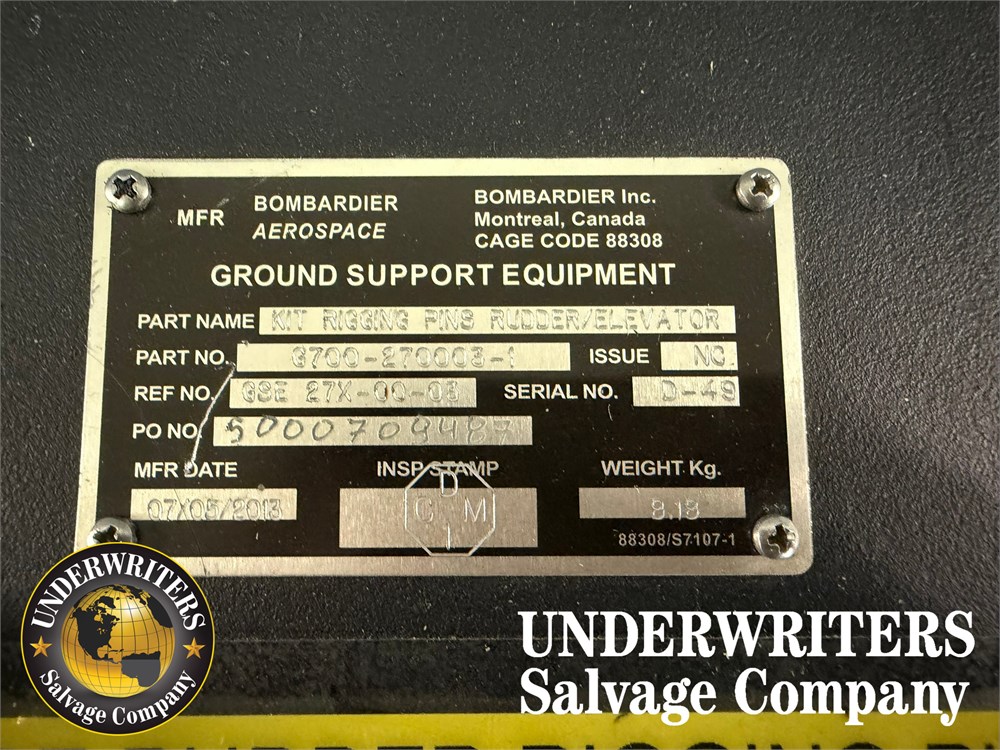 MFR
BOMBARDIER
AEROSPACE
BOMBARDIER Inc.
Montreal, Canada
CAGE CODE 88308
GROUND SUPPORT EQUIPMENT
PART NAME KIT RIGGING PINS RUDDER/ELEVATOR
PART NO. G700-270003-1 ISSUE NC.
REF NO. GSE 27X-00-03 SERIAL NO. D-49
PO NO. 5000709487
MFR DATE INSP STAMP WEIGHT Kg.
07/05/2013
D
C M
I
88308/S7107-1
UNDERWRITERS
Salvage Company
UNDERWRITERS
Salvage Company
RUDDER RIGGING